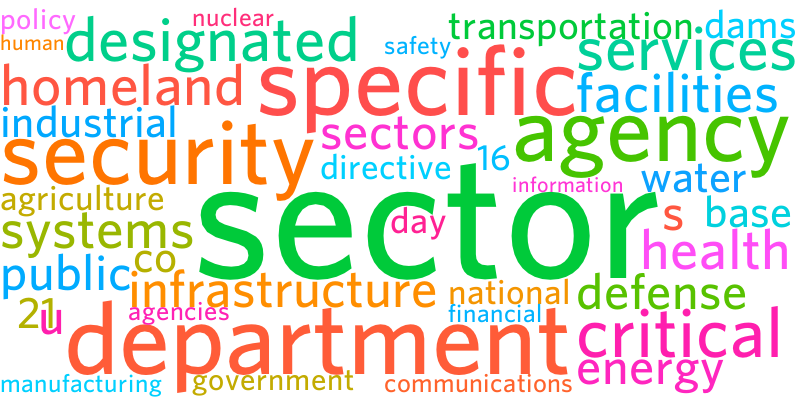 policy nuclear transportation dams
human designated safety services
homeland specific facilities
industrial sectors agency
security directive 16 information water
agriculture sector s base
systems day health
public co infrastructure national defense
21 u agencies financial
department critical
energy
manufacturing government communications